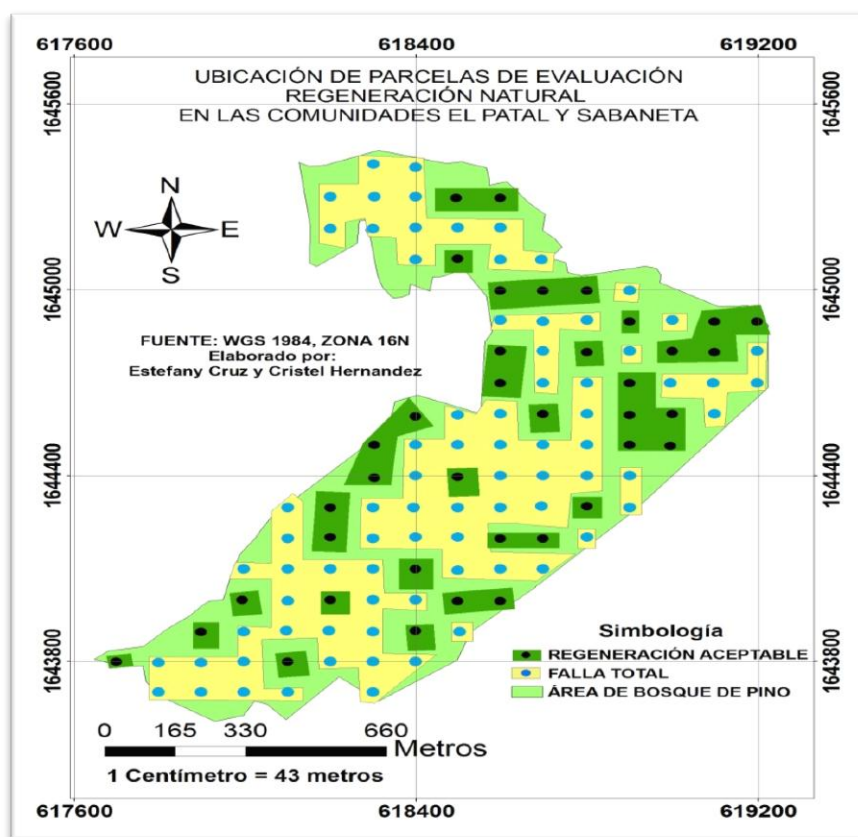 617600 618400 619200
UBICACIÓN DE PARCELAS DE EVALUACIÓN
REGENERACIÓN NATURAL
EN LAS COMUNIDADES EL PATAL Y SABANETA
1645600
1645600
N
W E
S
1645000
1645000
FUENTE: WGS 1984, ZONA 16N
Elaborado por:
Estefany Cruz y Cristel Hernandez
1644400
1644400
Simbología
REGENERACIÓN ACEPTABLE
FALLA TOTAL
ÁREA DE BOSQUE DE PINO
1643800
1643800
0 165 330 660
Metros
1 Centímetro = 43 metros
617600 618400 619200